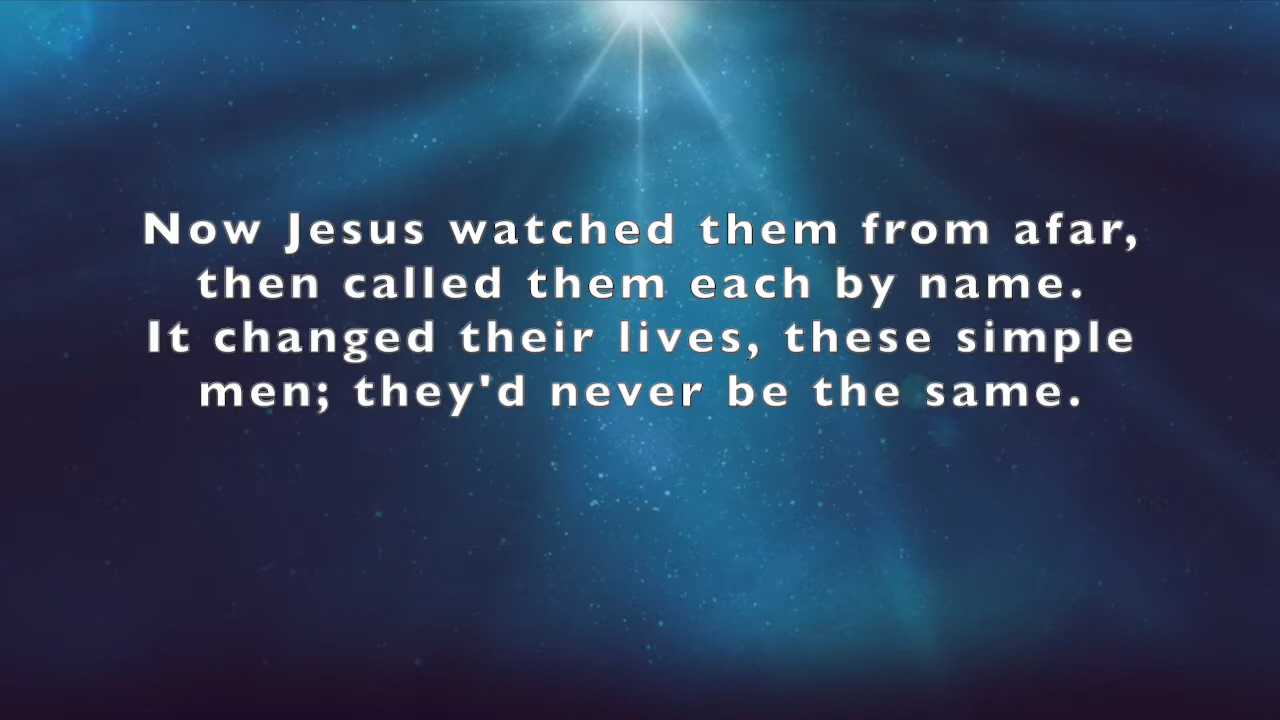 Now Jesus watched them from afar,
then called them each by name.
It changed their lives, these simple
men; they'd never be the same.